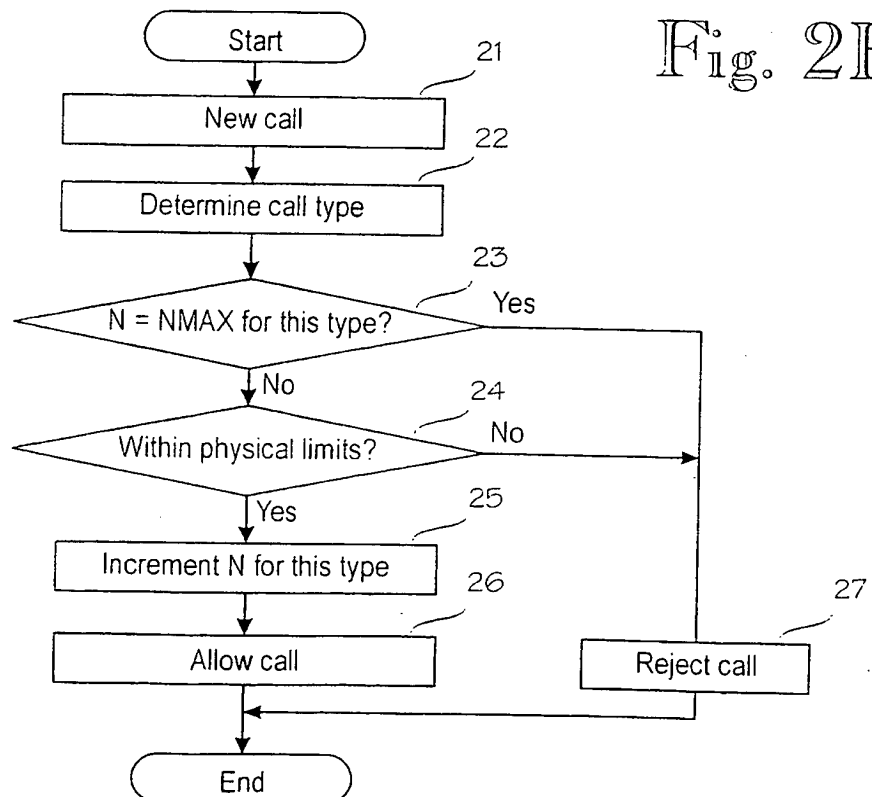 Fig. 2
Start
21
New call
22
Determine call type
23
N = NMAX for this type?
Yes
No
24
Within physical limits?
No
Yes
25
Increment N for this type
26
Allow call
27
Reject call
End